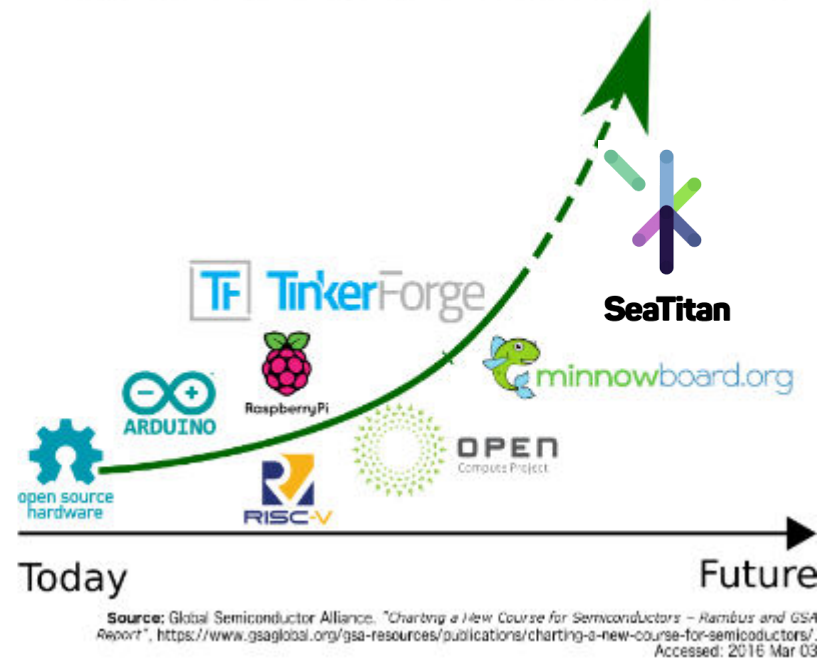 SeaTitan
TF TinkerForge
RaspberryPi
minnowboard.org
ARDUINO
OPEN
Compute Project
open source
hardware
RISC-V
Today
Future
Source: Global Semiconductor Alliance. "Charting a New Course for Semiconductors – Rambus and GSA
Report", https://www.gsaglobal.org/gsa-resources/publications/charting-a-new-course-for-semicoductors/.
Accessed: 2016 Mar 03